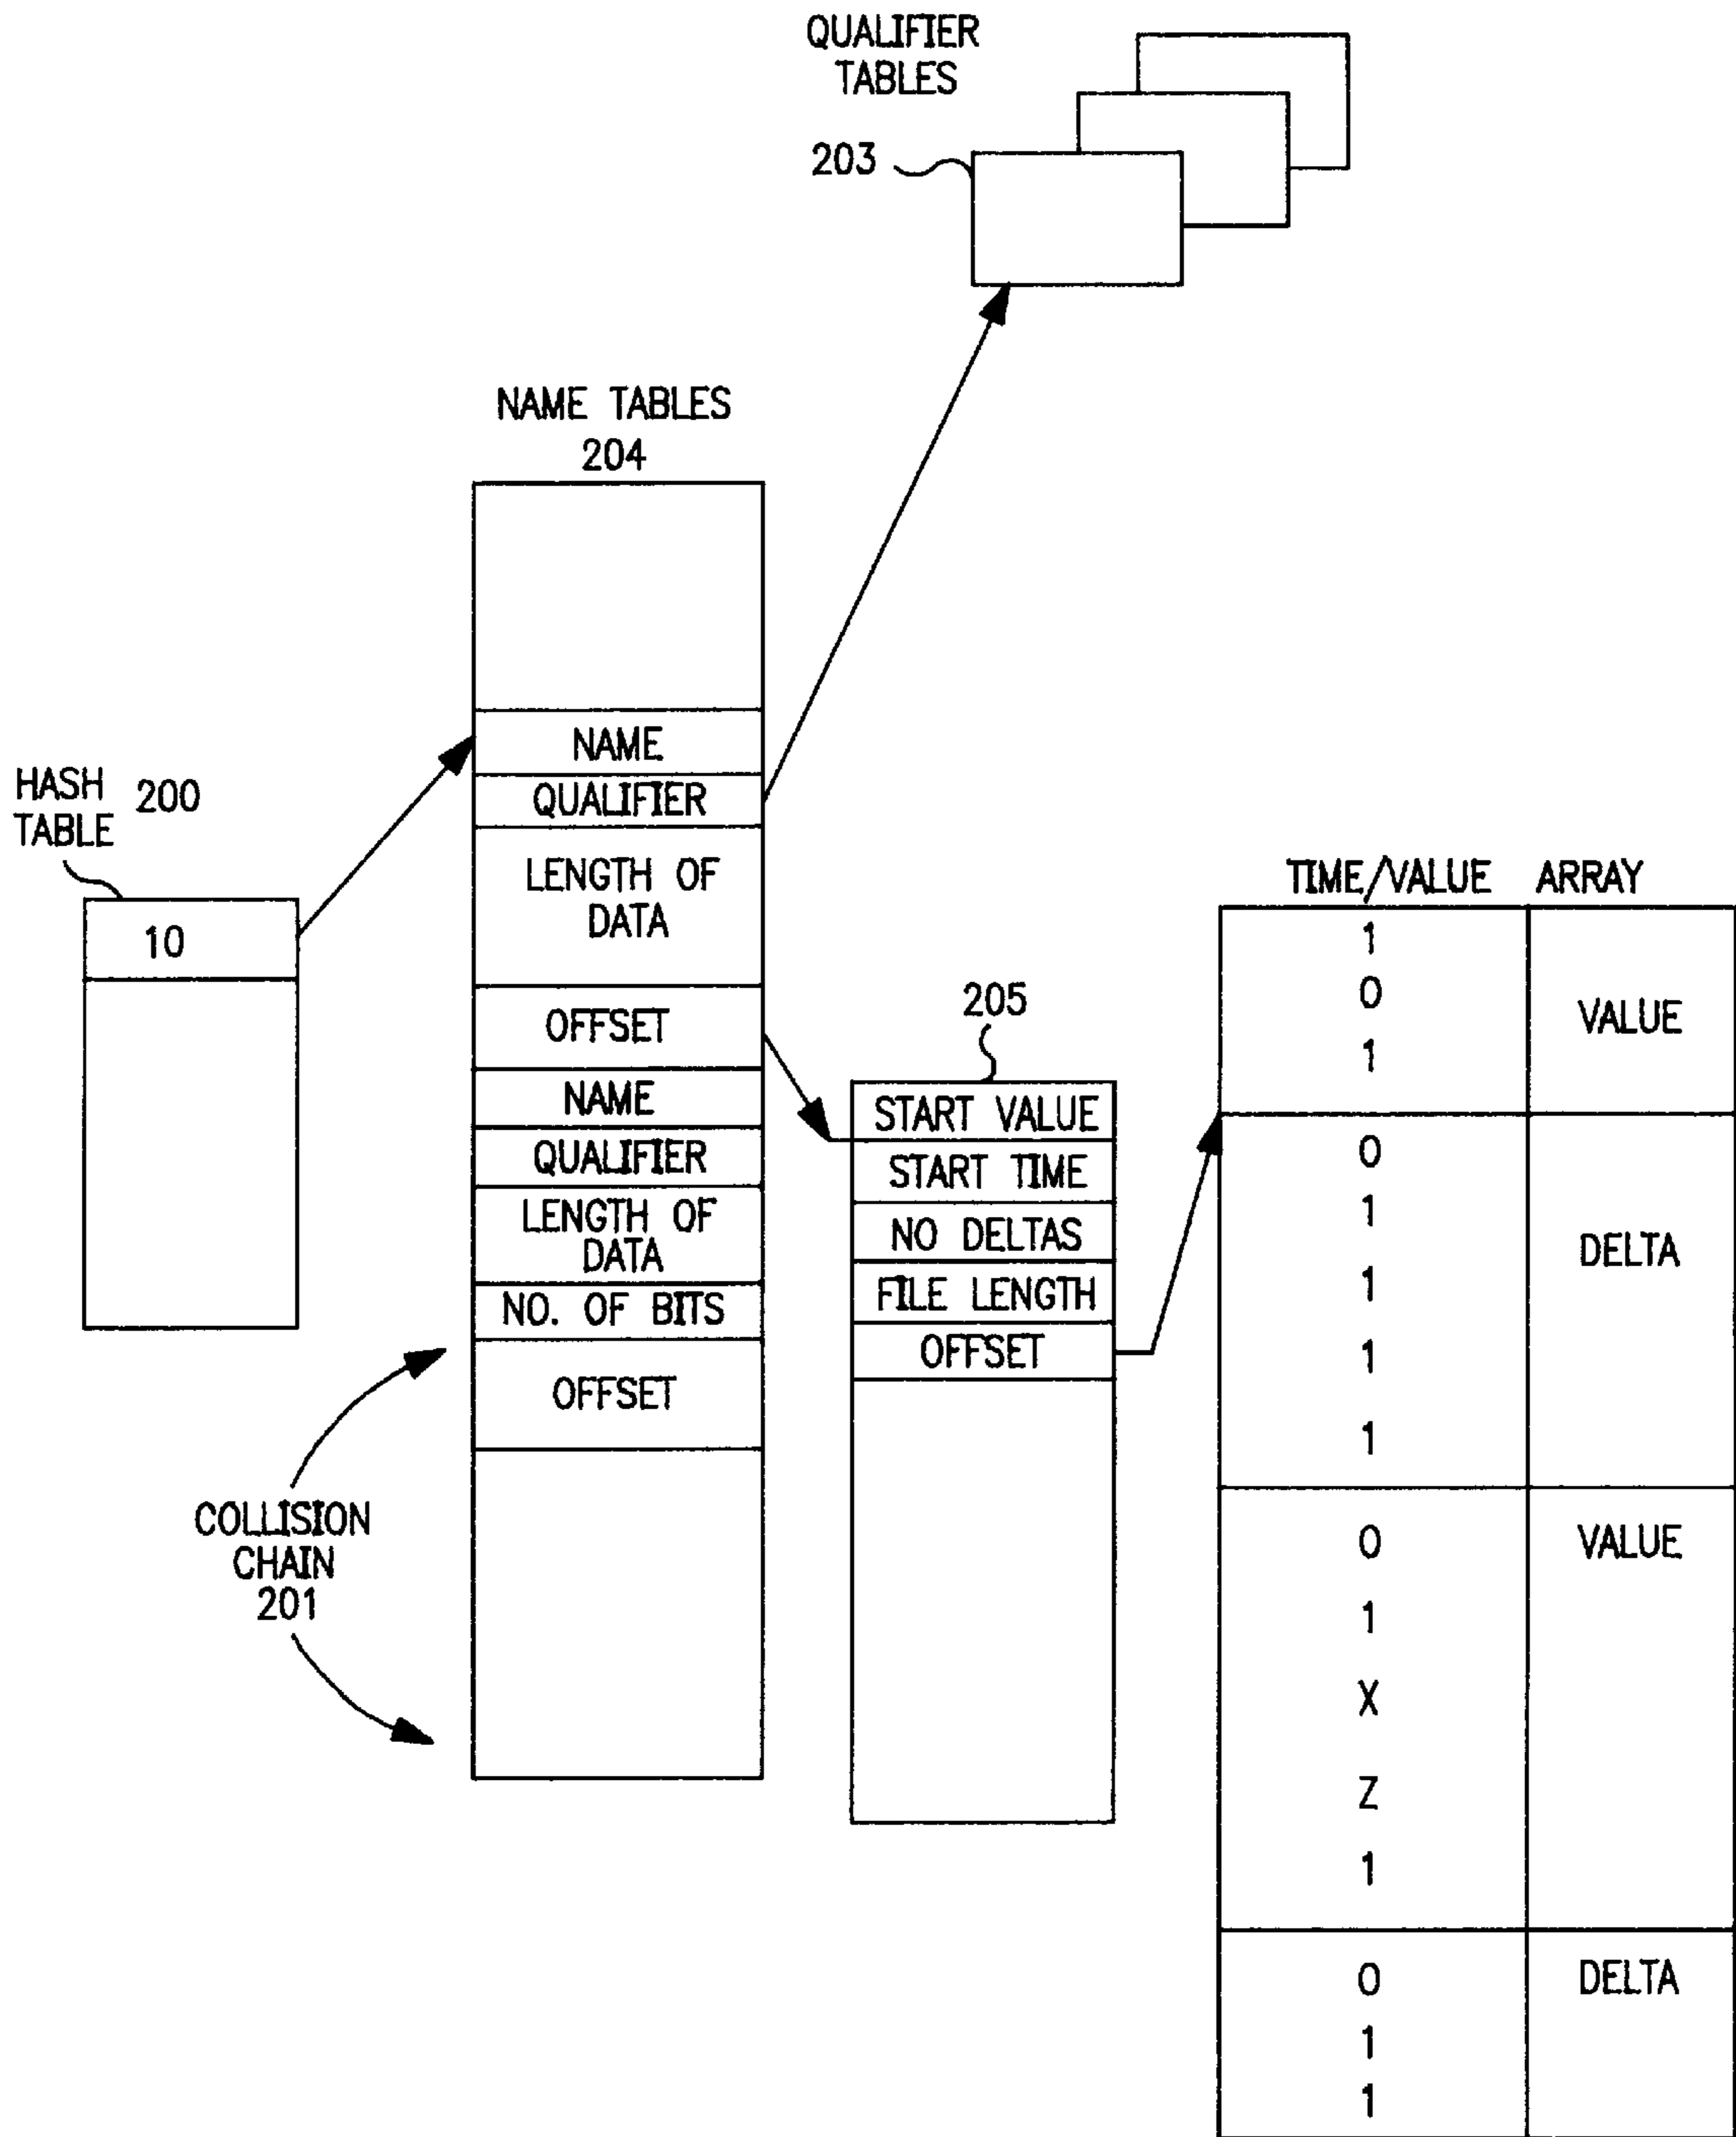 QUALIFIER
TABLES
203
NAME TABLES
204
NAME
QUALIFIER
LENGTH OF
DATA
OFFSET
NAME
QUALIFIER
LENGTH OF
DATA
NO. OF BITS
OFFSET
HASH 200
TABLE
10
COLLISION
CHAIN
201
205
START VALUE
START TIME
NO DELTAS
FILE LENGTH
OFFSET
TIME/VALUE ARRAY
1
0
1
VALUE
0
1
1
1
1
DELTA
0
1
X
Z
1
VALUE
0
1
1
DELTA